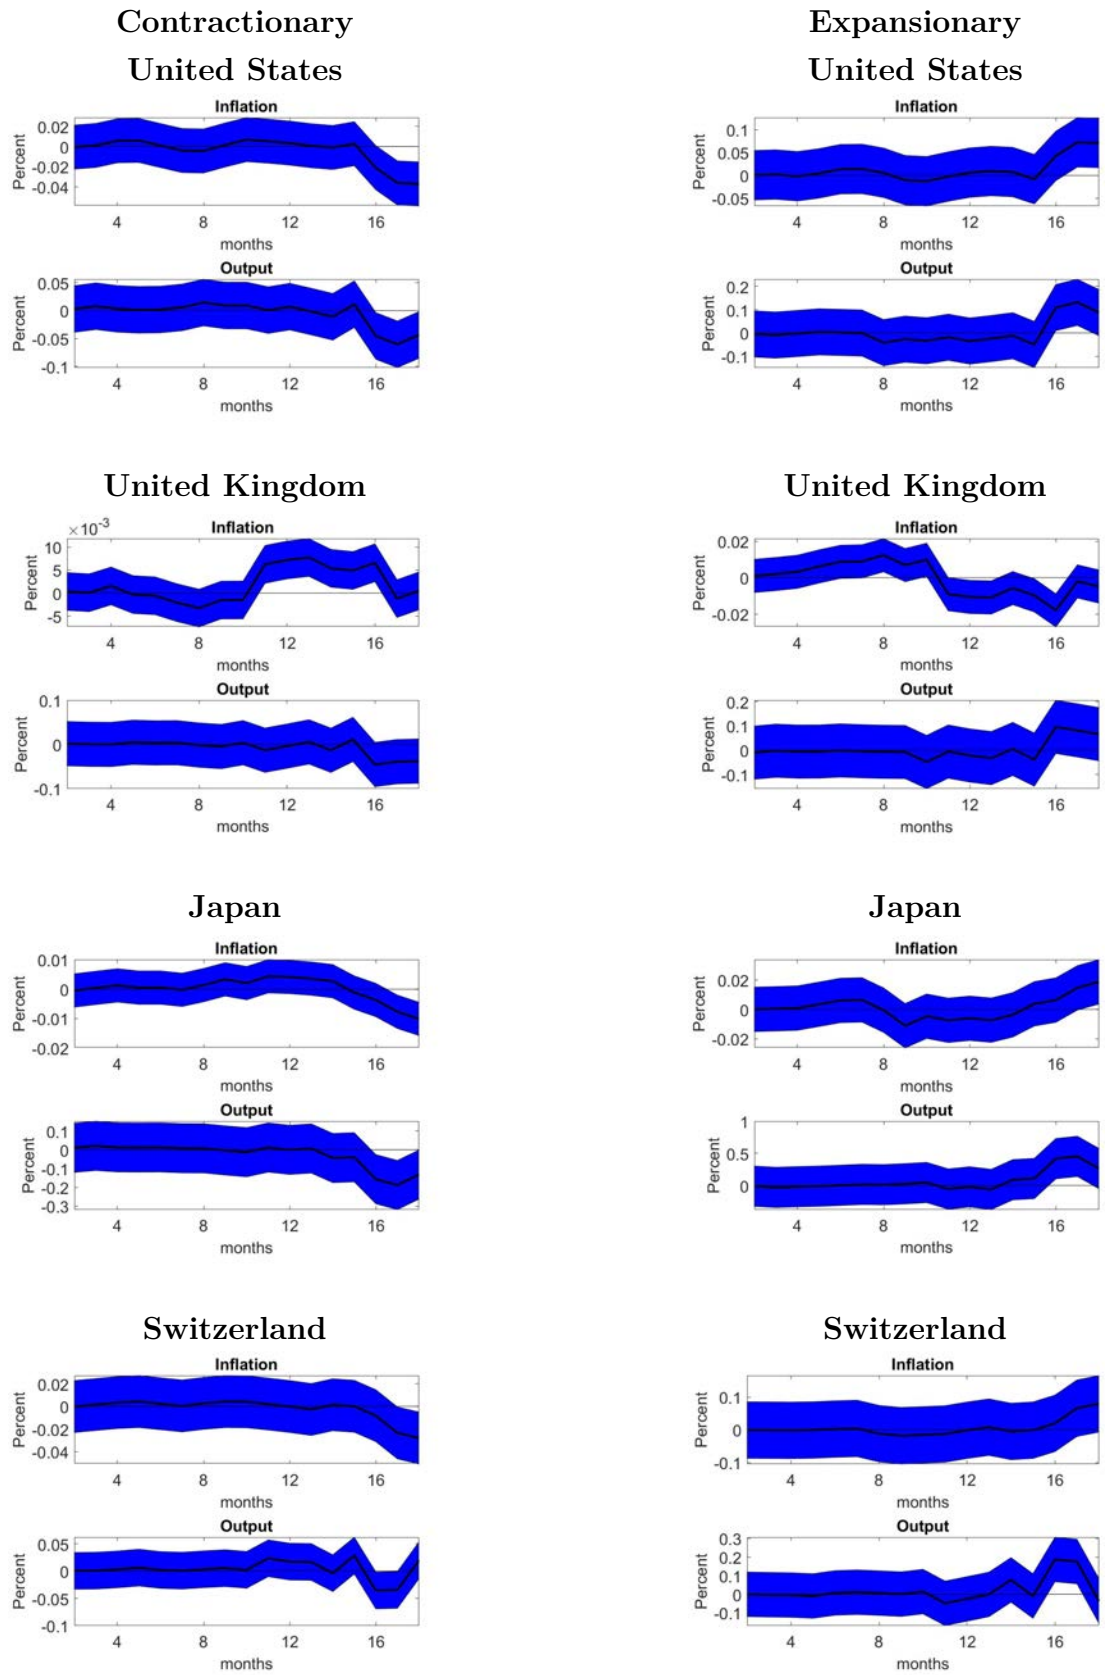 Contractionary
United States
Inflation
0.02
0
-0.02
-0.04
Percent
4 8 12 16
months
Output
0.05
0
-0.05
-0.1
Percent
4 8 12 16
months
Expansionary
United States
Inflation
0.1
0.05
0
-0.05
Percent
4 8 12 16
months
Output
0.2
0.1
0
-0.1
Percent
4 8 12 16
months
United Kingdom
×10-3
Inflation
10
5
0
-5
Percent
4 8 12 16
months
Output
0.1
0
-0.1
Percent
4 8 12 16
months
United Kingdom
Inflation
0.02
0
-0.02
Percent
4 8 12 16
months
Output
0.2
0.1
0
-0.1
Percent
4 8 12 16
months
Japan
Inflation
0.01
0
-0.01
-0.02
Percent
4 8 12 16
months
Output
0.1
0
-0.1
-0.2
-0.3
Percent
4 8 12 16
months
Japan
Inflation
0.02
0
-0.02
Percent
4 8 12 16
months
Output
1
0.5
0
Percent
4 8 12 16
months
Switzerland
Inflation
0.02
0
-0.02
-0.04
Percent
4 8 12 16
months
Output
0.05
0
-0.05
-0.1
Percent
4 8 12 16
months
Switzerland
Inflation
0.1
0
-0.1
Percent
4 8 12 16
months
Output
0.3
0.2
0.1
0
-0.1
Percent
4 8 12 16
months